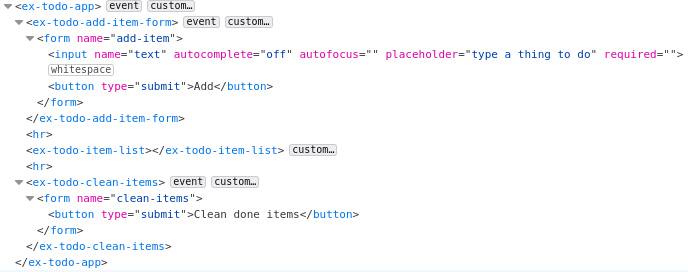 <ex-todo-app> event custom…
<ex-todo-add-item-form> event custom…
<form name="add-item">
<input name="text" autocomplete="off" autofocus="" placeholder="type a thing to do" required="">
whitespace
<button type="submit">Add</button>
</form>
</ex-todo-add-item-form>
<hr>
<ex-todo-item-list></ex-todo-item-list> custom…
<hr>
<ex-todo-clean-items> event custom…
<form name="clean-items">
<button type="submit">Clean done items</button>
</form>
</ex-todo-clean-items>
</ex-todo-app>